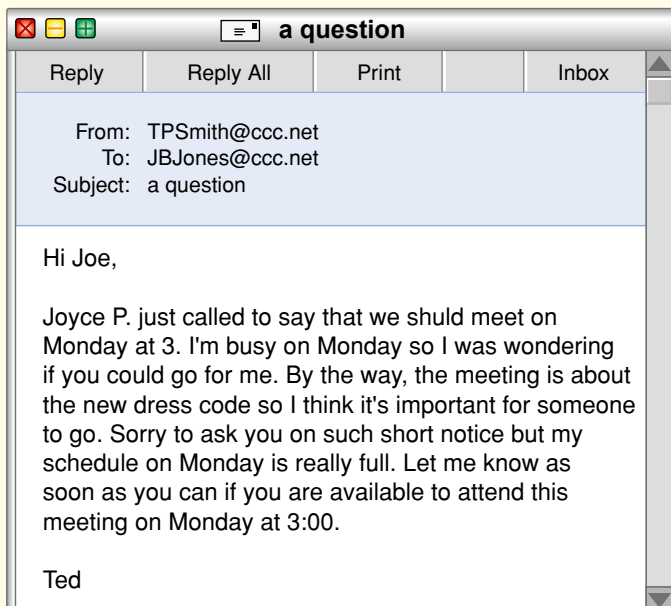 a question
Reply Reply All Print Inbox
From: TPSmith@ccc.net
To: JBJones@ccc.net
Subject: a question
Hi Joe,
Joyce P. just called to say that we shuld meet on
Monday at 3. I'm busy on Monday so I was wondering
if you could go for me. By the way, the meeting is about
the new dress code so I think it's important for someone
to go. Sorry to ask you on such short notice but my
schedule on Monday is really full. Let me know as
soon as you can if you are available to attend this
meeting on Monday at 3:00.
Ted